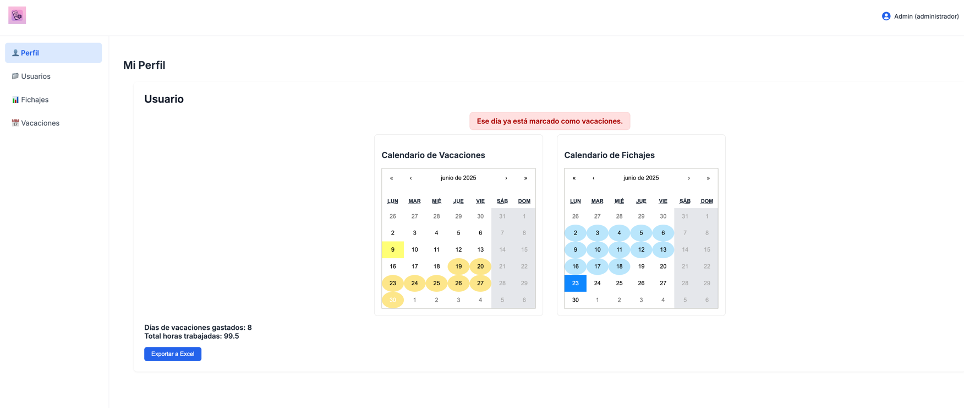 Admin (administrador)
Perfil
Usuarios
Fichajes
Vacaciones
Mi Perfil
Usuario
Ese día ya está marcado como vacaciones.
Calendario de Vacaciones
« ‹ junio de 2025 › »
LUN MAR MIÉ JUE VIE SÁB DOM
26 27 28 29 30 31 1
2 3 4 5 6 7 8
9 10 11 12 13 14 15
16 17 18 19 20 21 22
23 24 25 26 27 28 29
30 1 2 3 4 5 6
Calendario de Fichajes
« ‹ junio de 2025 › »
LUN MAR MIÉ JUE VIE SÁB DOM
26 27 28 29 30 31 1
2 3 4 5 6 7 8
9 10 11 12 13 14 15
16 17 18 19 20 21 22
23 24 25 26 27 28 29
30 1 2 3 4 5 6
Días de vacaciones gastados: 8
Total horas trabajadas: 99.5
Exportar a Excel